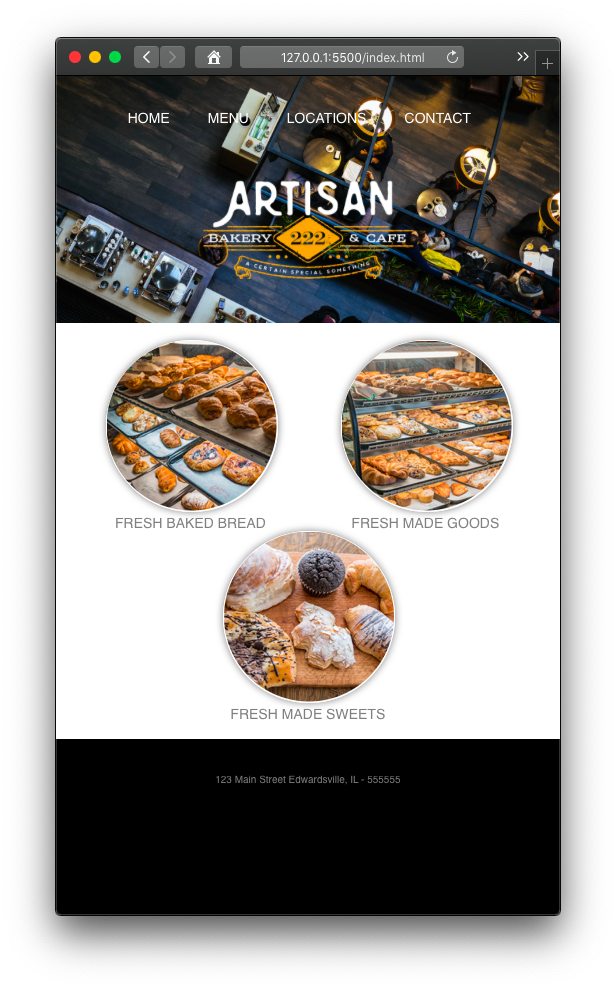 127.0.0.1:5500/index.html
HOME MENU LOCATIONS CONTACT
ARTISAN
BAKERY 222 & CAFE
A CERTAIN SPECIAL SOMETHING
FRESH BAKED BREAD FRESH MADE GOODS
FRESH MADE SWEETS
123 Main Street Edwardsville, IL - 555555